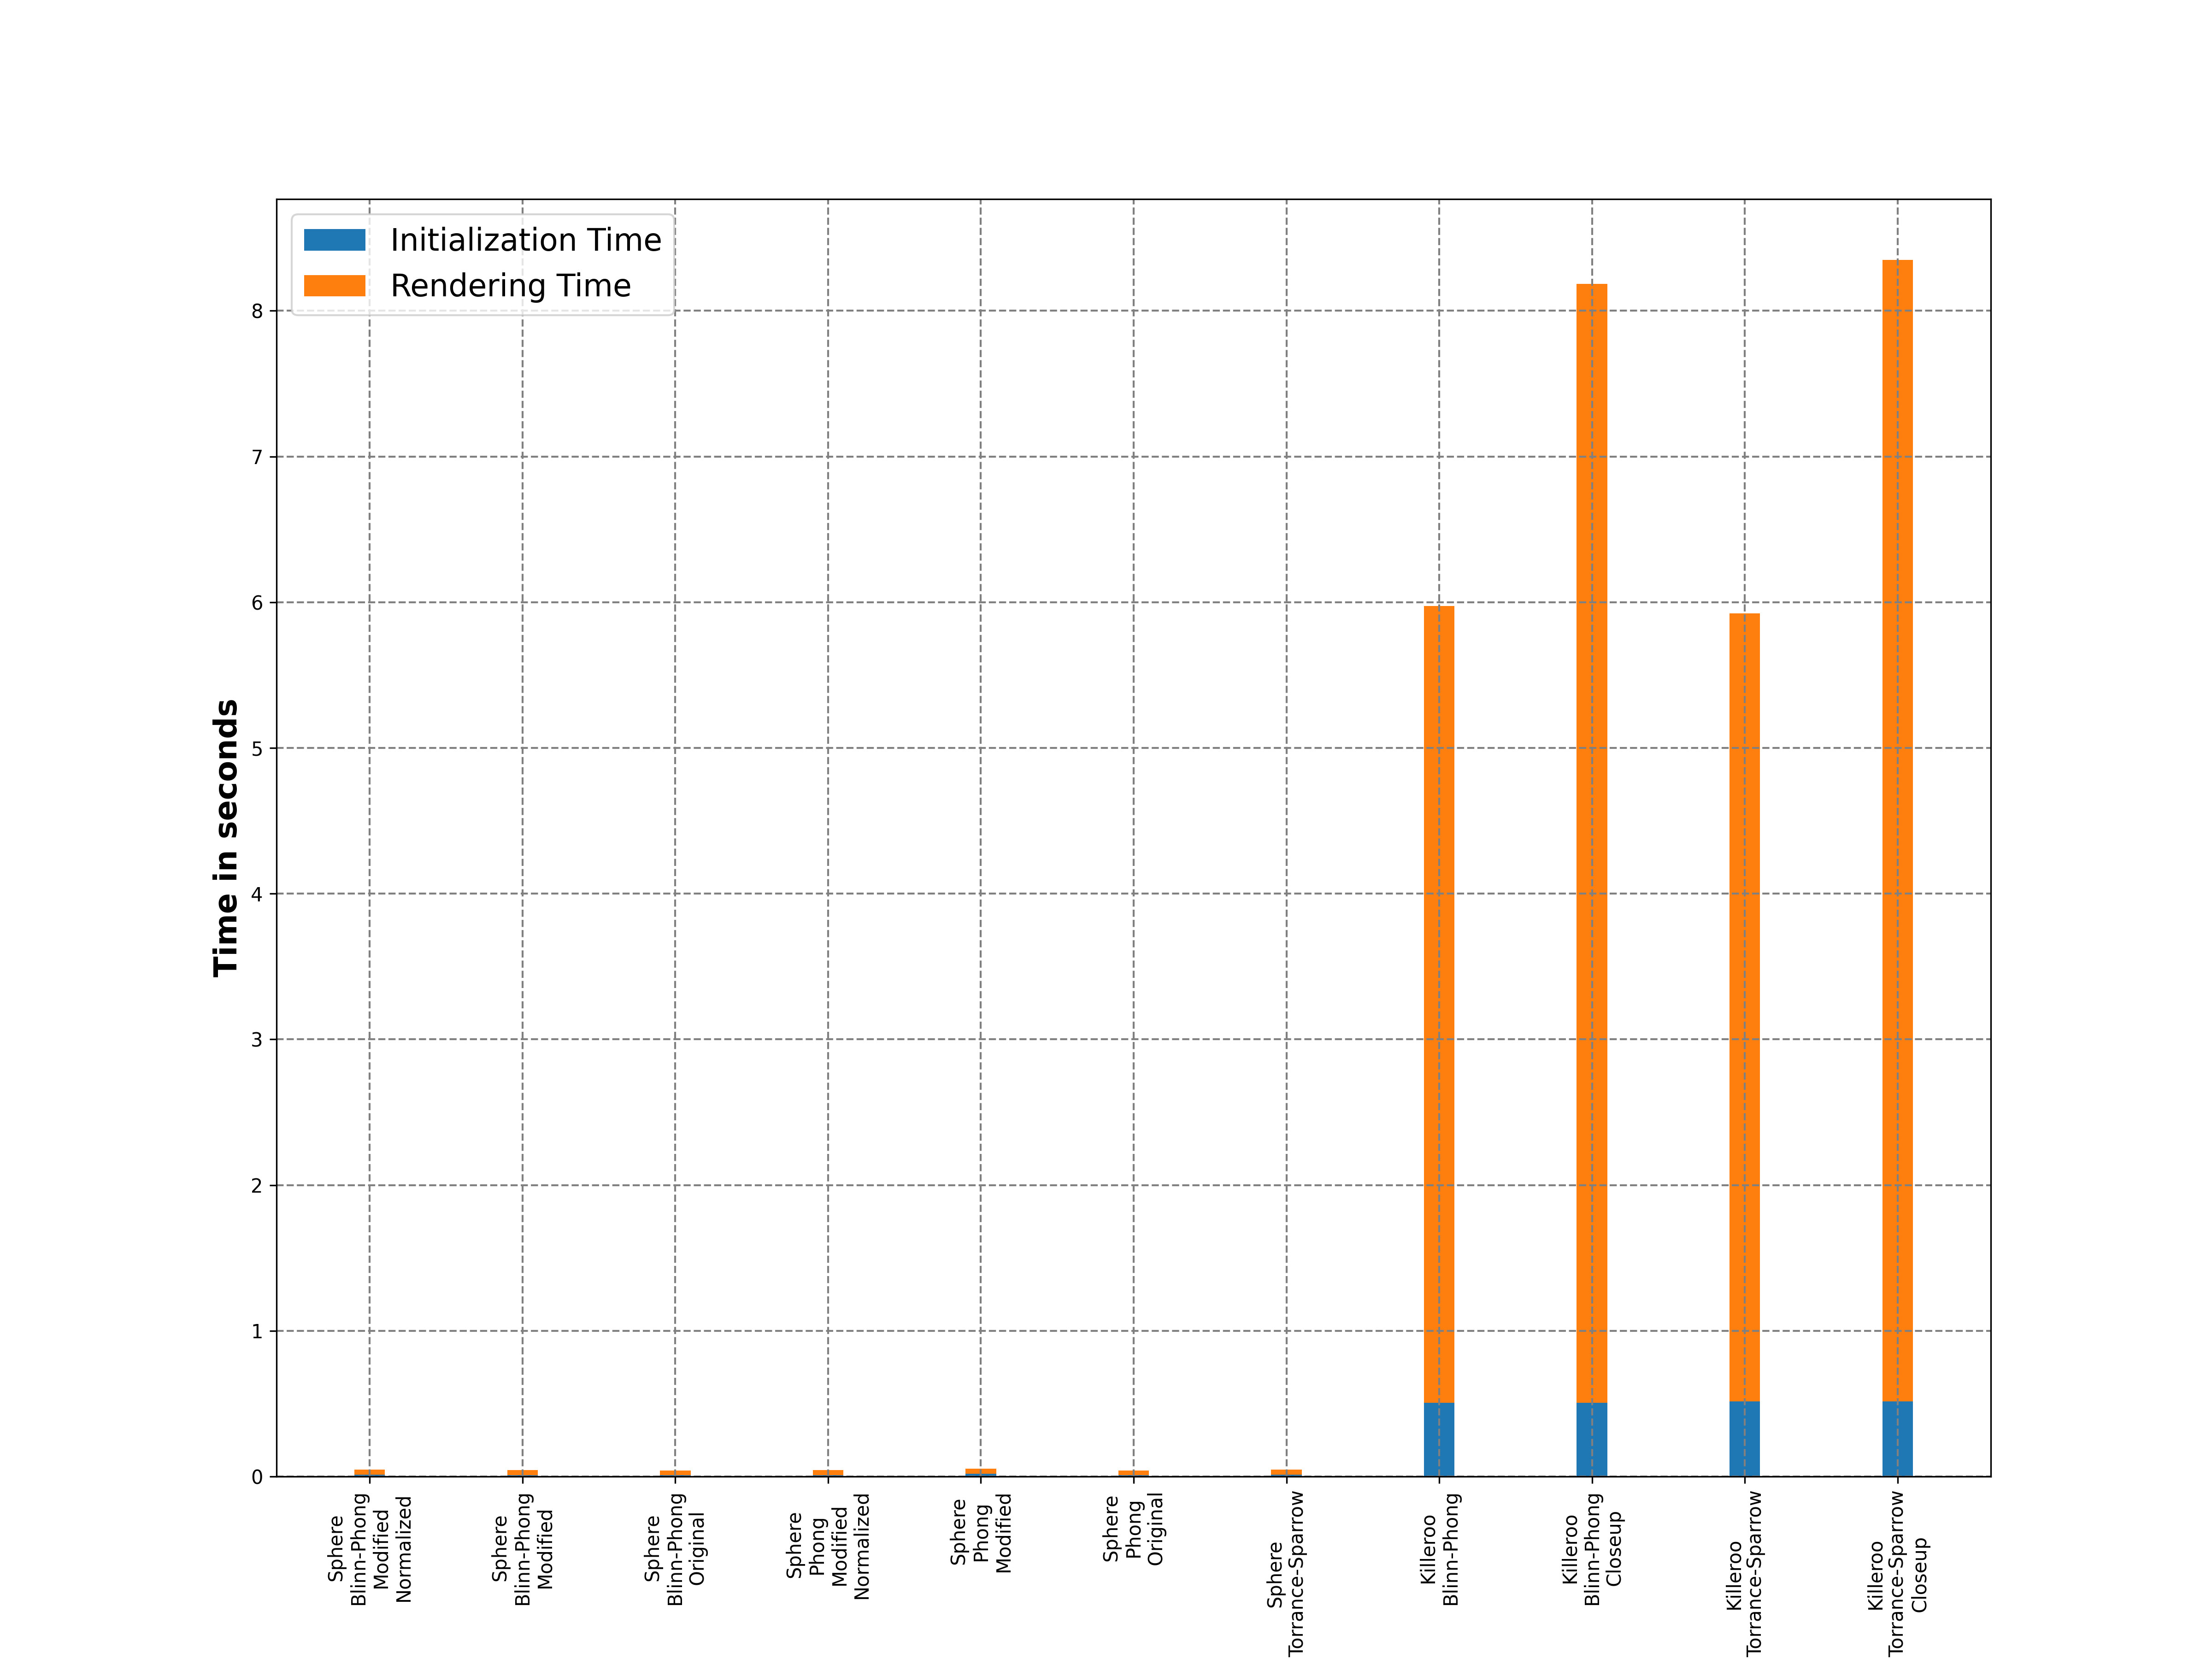 Initialization Time
Rendering Time
Time in seconds
8
7
6
5
4
3
2
1
0
Sphere
Blinn-Phong
Modified
Normalized
Sphere
Blinn-Phong
Modified
Sphere
Blinn-Phong
Original
Sphere
Phong
Modified
Normalized
Sphere
Phong
Modified
Sphere
Phong
Original
Sphere
Torrance-Sparrow
Killeroo
Blinn-Phong
Killeroo
Blinn-Phong
Closeup
Killeroo
Torrance-Sparrow
Killeroo
Torrance-Sparrow
Closeup